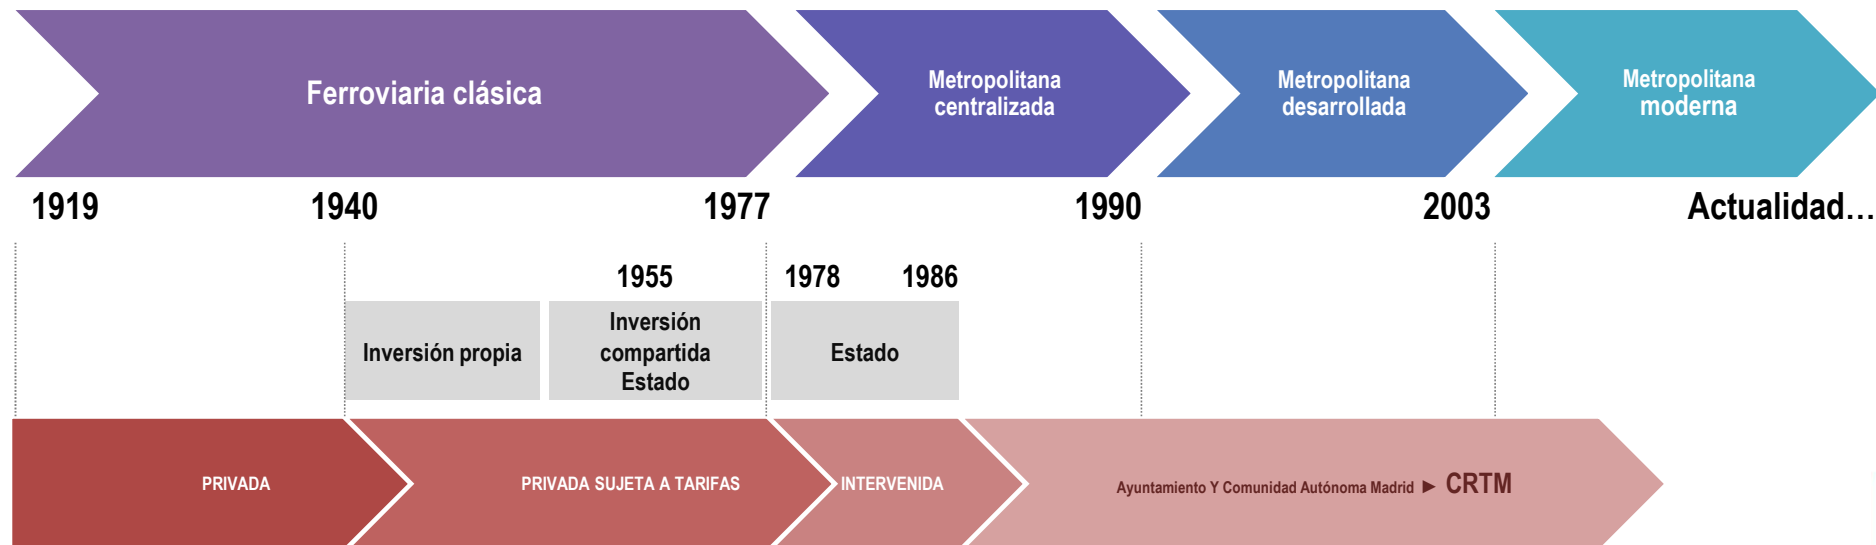 Ferroviaria clásica
Metropolitana
centralizada
Metropolitana
desarrollada
Metropolitana
moderna
1919
1940
1977
1990
2003
Actualidad...
1955
1978
1986
Inversión propia
Inversión
compartida
Estado
Estado
PRIVADA
PRIVADA SUJETA A TARIFAS
INTERVENIDA
Ayuntamiento Y Comunidad Autónoma Madrid ► CRTM